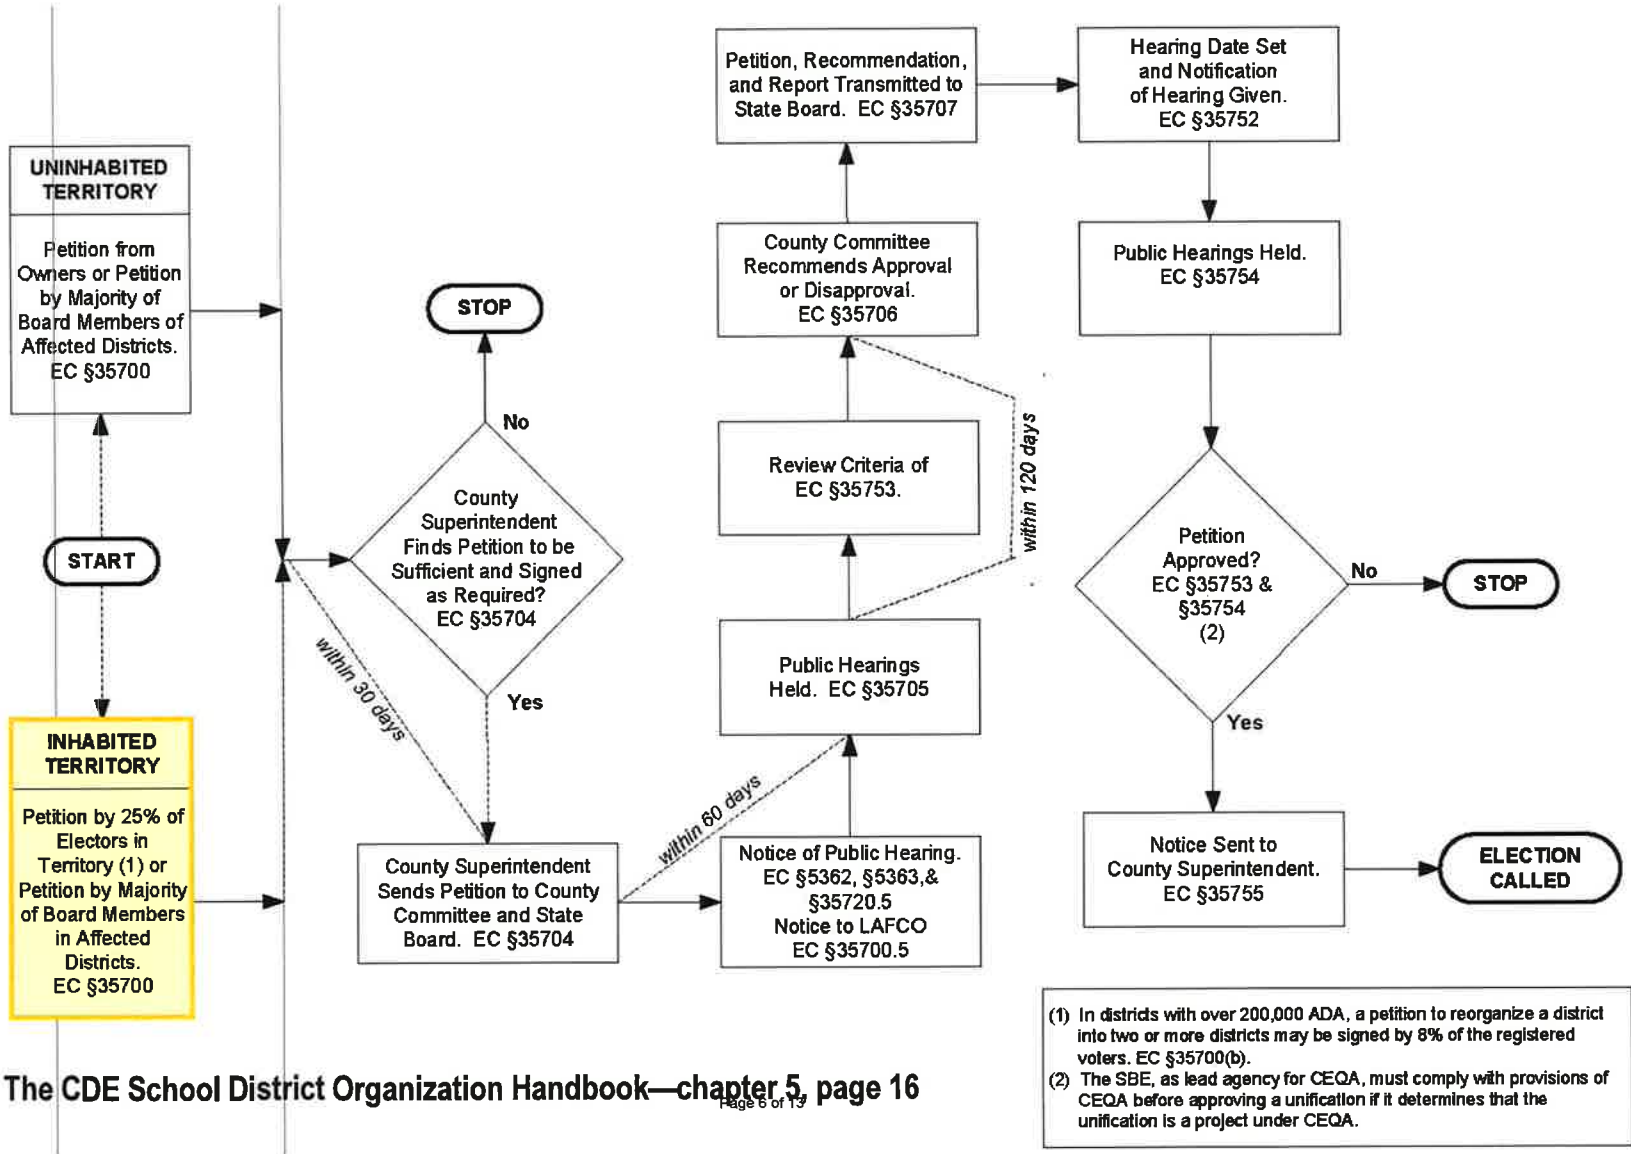 UNINHABITED
TERRITORY
Petition from
Owners or Petition
by Majority of
Board Members of
Affected Districts.
EC §35700
START
INHABITED
TERRITORY
Petition by 25% of
Electors in
Territory (1) or
Petition by Majority
of Board Members
in Affected
Districts.
EC §35700
STOP
No
County
Superintendent
Finds Petition to be
Sufficient and Signed
as Required?
EC §35704
Yes
within 30 days
County Superintendent
Sends Petition to County
Committee and State
Board. EC §35704
within 60 days
Notice of Public Hearing.
EC §5362, §5363,&
§35720.5
Notice to LAFCO
EC §35700.5
Public Hearings
Held. EC §35705
within 120 days
Review Criteria of
EC §35753.
County Committee
Recommends Approval
or Disapproval.
EC §35706
Petition, Recommendation,
and Report Transmitted to
State Board. EC §35707
Hearing Date Set
and Notification
of Hearing Given.
EC §35752
Public Hearings Held.
EC §35754
Petition
Approved?
EC §35753 &
§35754
(2)
No
STOP
Yes
Notice Sent to
County Superintendent.
EC §35755
ELECTION
CALLED
(1) In districts with over 200,000 ADA, a petition to reorganize a district
into two or more districts may be signed by 8% of the registered
voters. EC §35700(b).
(2) The SBE, as lead agency for CEQA, must comply with provisions of
CEQA before approving a unification if it determines that the
unification is a project under CEQA.
The CDE School District Organization Handbook—chapter 5, page 16
Page 6 of 13